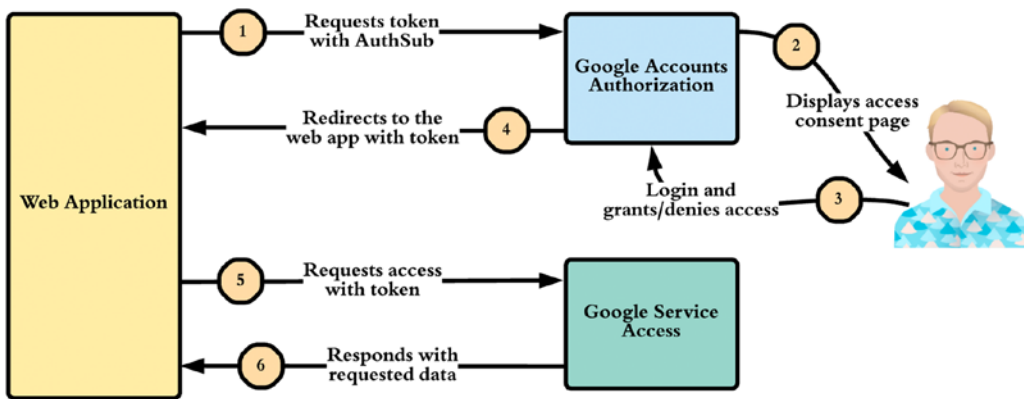 Web Application
1
Requests token
with AuthSub
Google Accounts
Authorization
2
Displays access
consent page
3
Login and
grants/denies access
4
Redirects to the
web app with token
5
Requests access
with token
Google Service
Access
6
Responds with
requested data